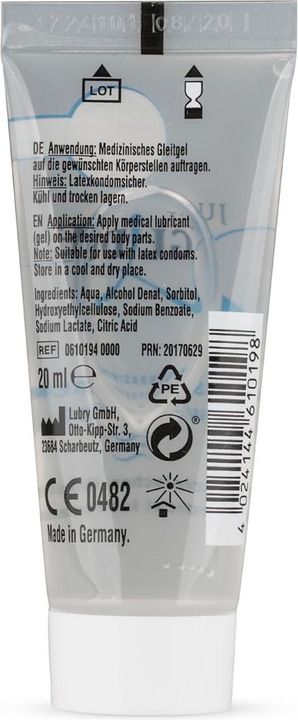 LOT
DE Anwendung: Medizinisches Gleitgel
auf die gewünschten Körperstellen auftragen.
Hinweis: Latexkondomsicher.
Kühl und trocken lagern.
EN Application: Apply medical lubricant
(gel) on the desired body parts.
Note: Suitable for use with latex condoms.
Store in a cool and dry place.
Ingredients: Aqua, Alcohol Denat, Sorbitol,
Hydroxyethylcellulose, Sodium Benzoate,
Sodium Lactate, Citric Acid
REF 0610194 0000 PRN: 20170629
20 ml ℮
PE
Lubry GmbH,
Otto-Kipp-Str. 3,
23684 Scharbeutz, Germany
CE 0482
Made in Germany.
4 024144 610198